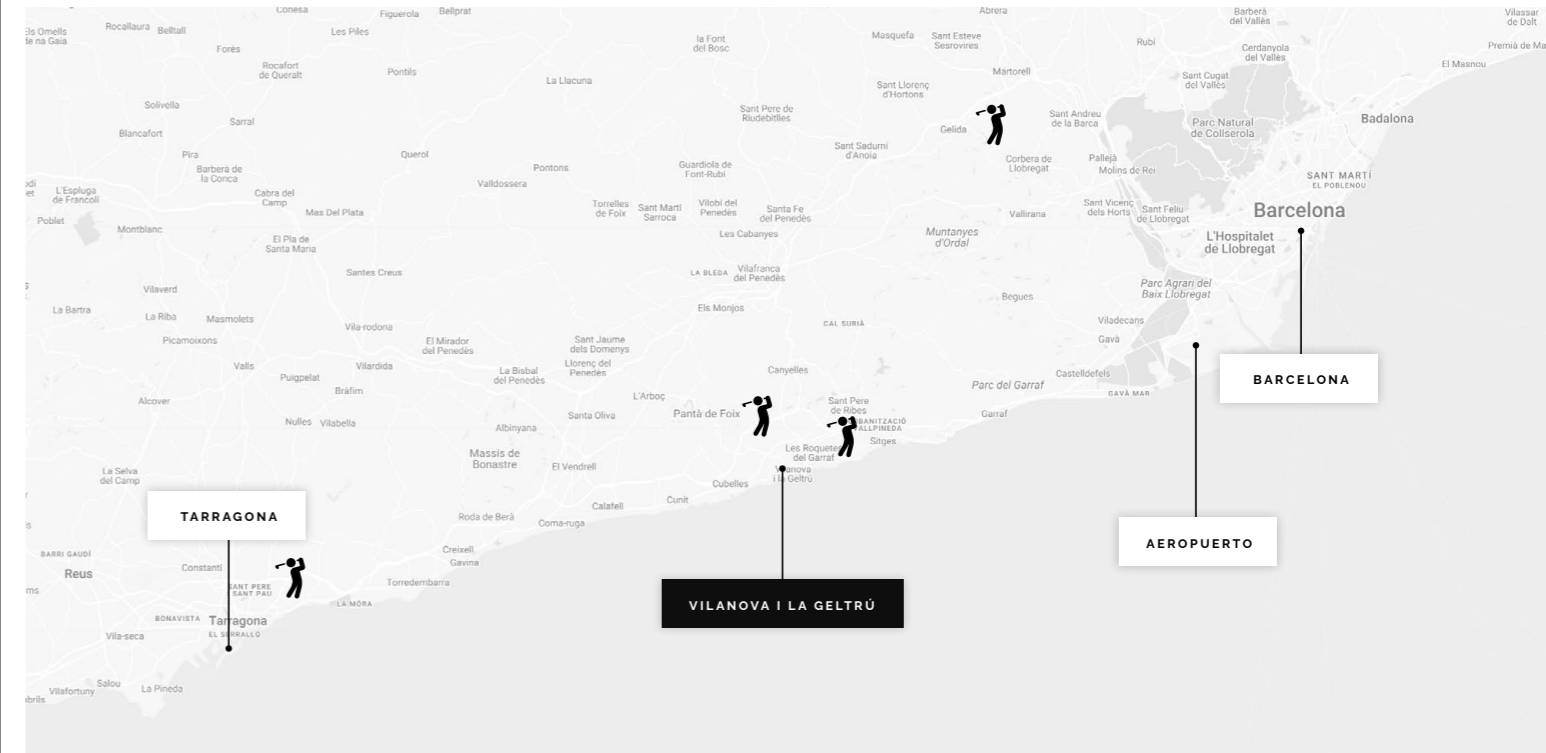 Conesa
Figuerola
Bellprat
Abrera
Barberà
del Vallès
Vilassar
de Dalt
Els Omells
de na Gaia
Rocallaura
Belltall
Les Piles
Forès
la Font
del Bosc
Masquefa
Sant Esteve
Sesrovires
Rubí
Cerdanyola
del Vallès
Premià de Ma
El Masnou
Rocafort
de Queralt
Pontils
La Llacuna
Sant Llorenç
d'Hortons
Martorell
Sant Cugat
del Vallès
Solivella
Sarral
Blancafort
Sant Pere de
Riudebitlles
Gelida
Sant Andreu
de la Barca
Parc Natural
de Collserola
Badalona
Pira
Barberà de
la Conca
Querol
Pontons
Valldossera
Guardiola de
Font-Rubí
Sant Sadurní
d'Anoia
Corbera de
Llobregat
Pallejà
Molins de Rei
SANT MARTÍ
EL POBLENOU
L'Espluga
de Francolí
Cabra del
Camp
Mas Del Plata
Torrelles
de Foix
Sant Martí
Sarroca
Vilobí del
Penedès
Santa Fe
del Penedès
Vallirana
Sant Vicenç
dels Horts
Sant Feliu
de Llobregat
Barcelona
Poblet
Montblanc
El Pla de
Santa Maria
Les Cabanyes
Muntanyes
d'Ordal
L'Hospitalet
de Llobregat
Santes Creus
LA BLEDA
Vilafranca
del Penedès
Parc Agrari del
Baix Llobregat
Vilaverd
La Bartra
La Riba
Masmolets
Picamoixons
Vila-rodona
Els Monjos
CAL SURIÀ
Begues
Viladecans
Gavà
El Mirador
del Penedès
Sant Jaume
dels Domenys
Valls
Vilardida
Puigpelat
Bràfim
La Bisbal
del Penedès
Llorenç del
Penedès
Canyelles
Parc del Garraf
Castelldefels
GAVÀ MAR
BARCELONA
Alcover
Nulles
Vilabella
L'Arboç
Santa Oliva
Albinyana
Pantà de Foix
Sant Pere
de Ribes
Garraf
Sitges
Massís de
Bonastre
El Vendrell
Les Roquetes
del Garraf
Vilanova
i la Geltrú
La Selva
del Camp
Cubelles
Cunit
Calafell
TARRAGONA
Roda de Berà
Coma-ruga
AEROPUERTO
BARRI GAUDÍ
Reus
Constantí
Creixell
Gavina
Torredembarra
SANT PERE
I SANT PAU
LA MÓRA
VILANOVA I LA GELTRÚ
BONAVISTA
Tarragona
EL SERRALLO
Vila-seca
Salou
Vilafortuny
La Pineda